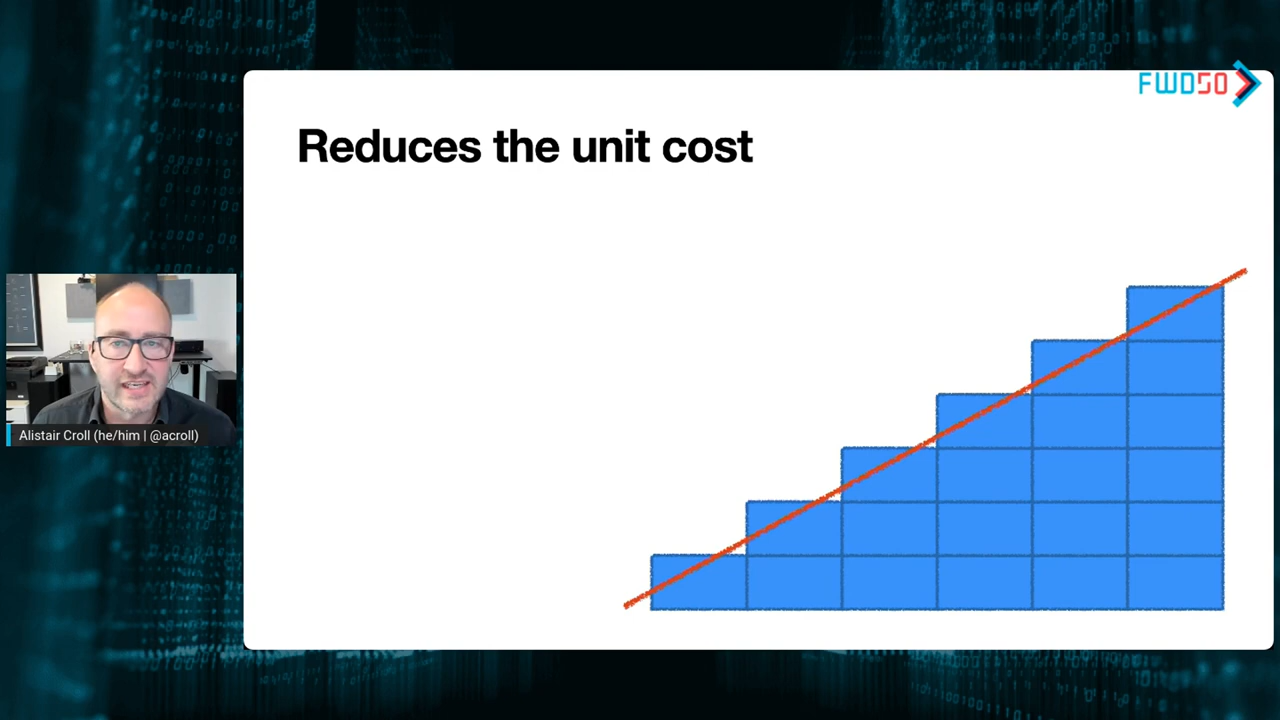 FWD50
Reduces the unit cost
Alistair Croll (he/him | @acroll)